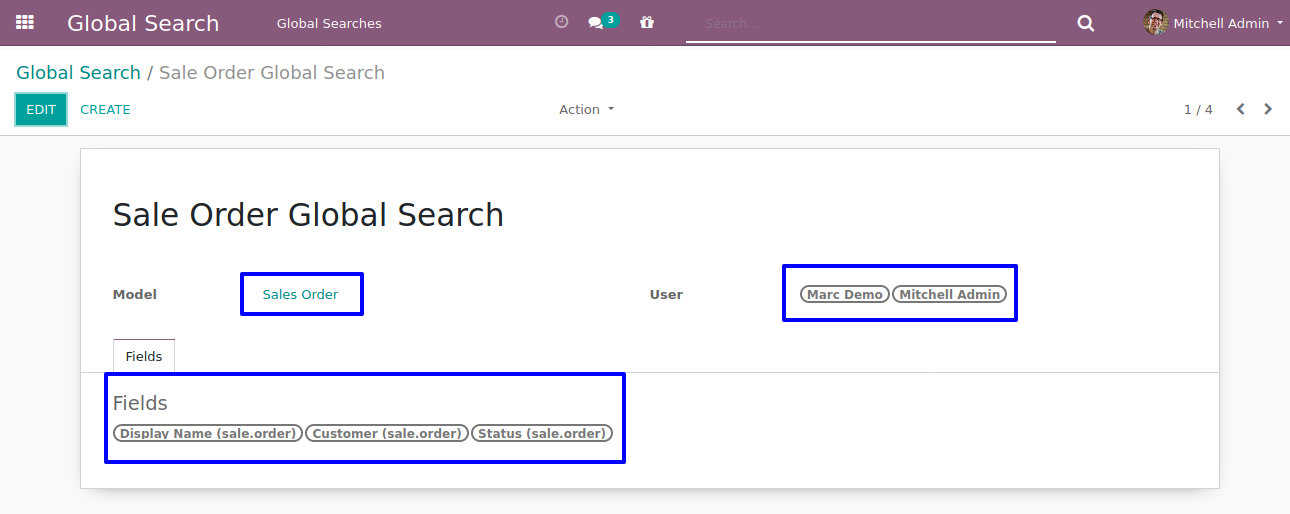 Global Search Global Searches 3 Search... Mitchell Admin
Global Search / Sale Order Global Search
EDIT CREATE Action 1 / 4
Sale Order Global Search
Model Sales Order User Marc Demo Mitchell Admin
Fields
Fields
Display Name (sale.order) Customer (sale.order) Status (sale.order)